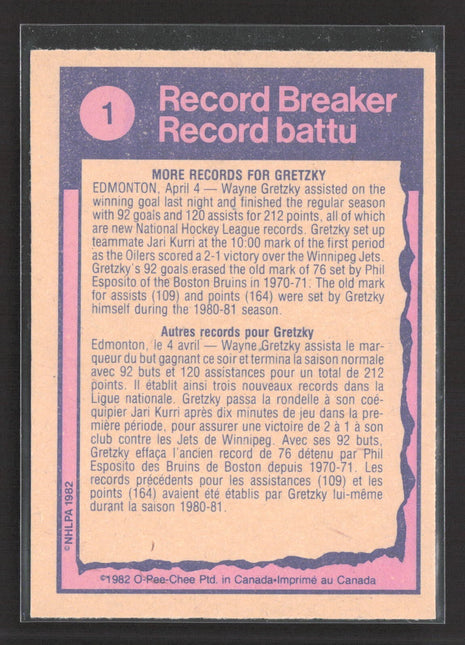 1
Record Breaker
Record battu
MORE RECORDS FOR GRETZKY
EDMONTON, April 4 — Wayne Gretzky assisted on the
winning goal last night and finished the regular season
with 92 goals and 120 assists for 212 points, all of which
are new National Hockey League records. Gretzky set up
teammate Jari Kurri at the 10:00 mark of the first period
as the Oilers scored a 2-1 victory over the Winnipeg Jets.
Gretzky's 92 goals erased the old mark of 76 set by Phil
Esposito of the Boston Bruins in 1970-71. The old mark
for assists (109) and points (164) were set by Gretzky
himself during the 1980-81 season.
Autres records pour Gretzky
Edmonton, le 4 avril — Wayne Gretzky assista le mar-
queur du but gagnant ce soir et termina la saison normale
avec 92 buts et 120 assistances pour un total de 212
points. Il établit ainsi trois nouveaux records dans la
Ligue nationale. Gretzky passa la rondelle à son coé-
quipier Jari Kurri après dix minutes de jeu dans la pre-
mière période, pour assurer une victoire de 2 à 1 à son
club contre les Jets de Winnipeg. Avec ses 92 buts,
Gretzky effaça l'ancien record de 76 détenu par Phil
Esposito des Bruins de Boston depuis 1970-71. Les
records précédents pour les assistances (109) et les
points (164) avaient été établis par Gretzky lui-même
durant la saison 1980-81.
©NHLPA 1982
©1982 O-Pee-Chee Ptd. in Canada•Imprimé au Canada